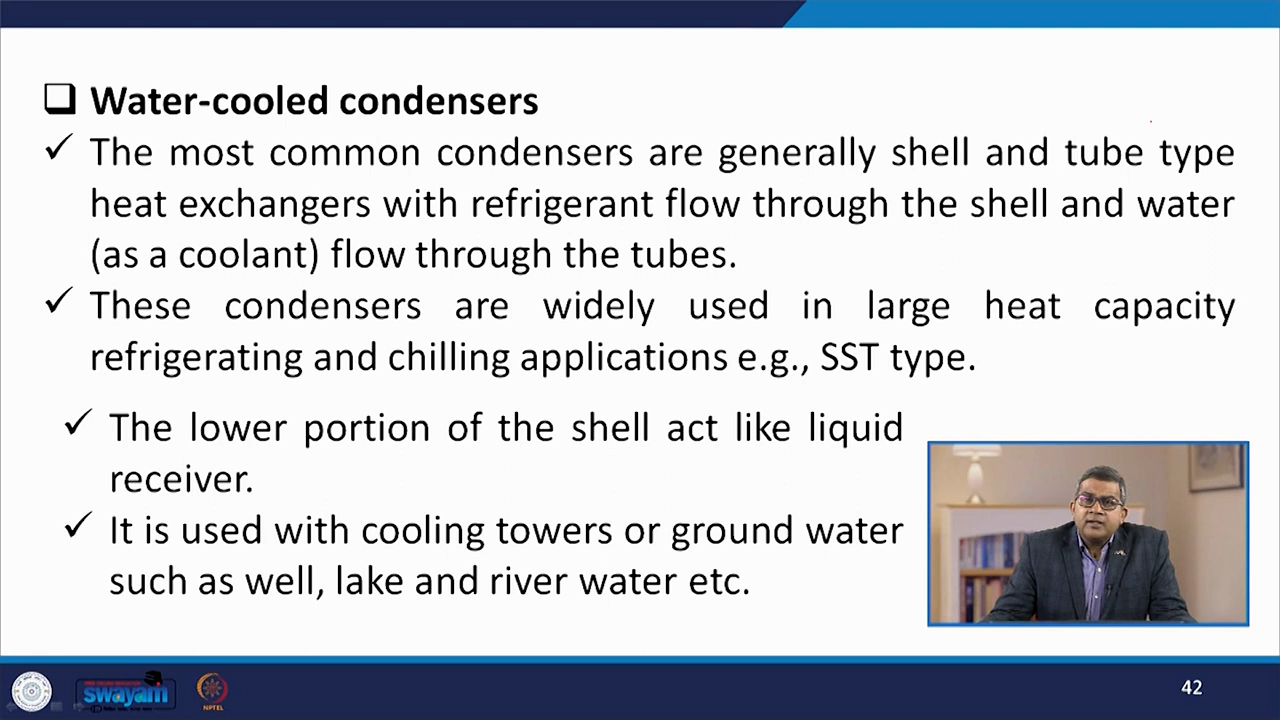 Water-cooled condensers
The most common condensers are generally shell and tube type
heat exchangers with refrigerant flow through the shell and water
(as a coolant) flow through the tubes.
These condensers are widely used in large heat capacity
refrigerating and chilling applications e.g., SST type.
The lower portion of the shell act like liquid
receiver.
It is used with cooling towers or ground water
such as well, lake and river water etc.
swayam
NPTEL
42